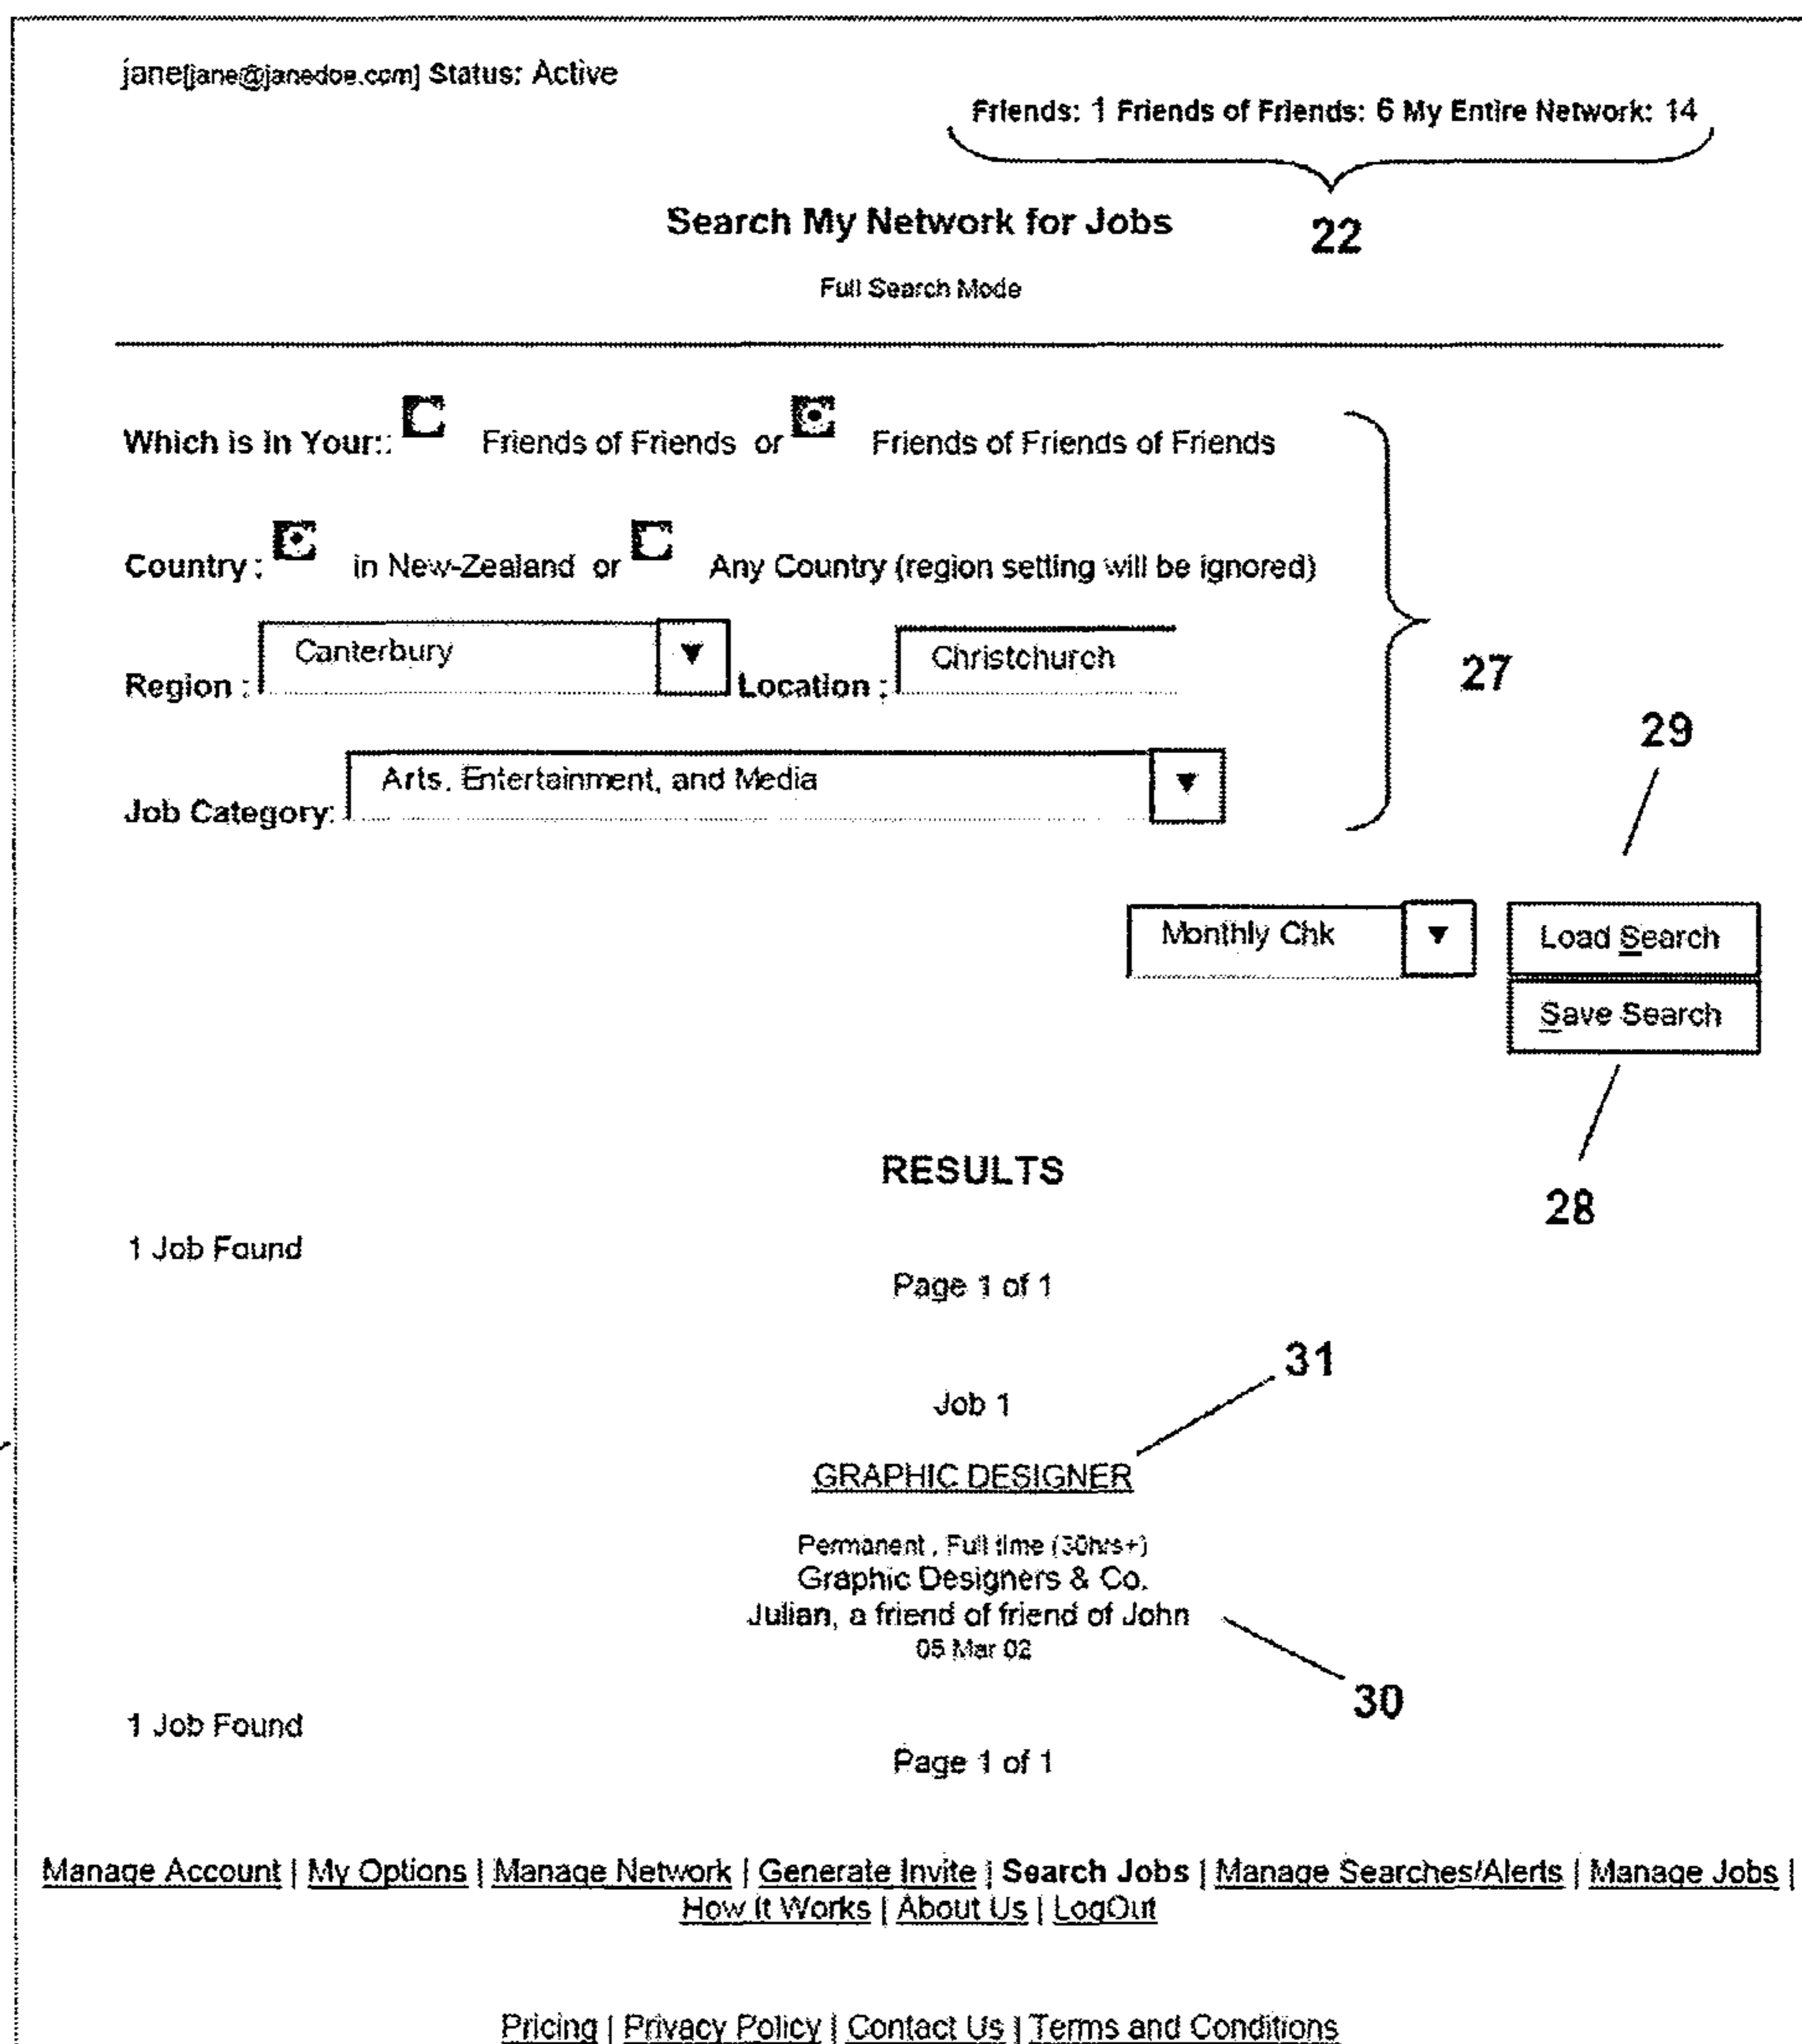 jane[jane@janedoe.com] Status: Active
Friends: 1 Friends of Friends: 6 My Entire Network: 14
22
Search My Network for Jobs
Full Search Mode
Which is in Your:: Friends of Friends or Friends of Friends of Friends
Country : in New-Zealand or Any Country (region setting will be ignored)
Region : Canterbury ▼ Location : Christchurch
27
29
Job Category: Arts, Entertainment, and Media ▼
Monthly Chk ▼ Load Search
Save Search
28
RESULTS
1 Job Found
Page 1 of 1
31
Job 1
GRAPHIC DESIGNER
Permanent , Full time (30hrs+)
Graphic Designers & Co.
Julian, a friend of friend of John
05 Mar 02
30
1 Job Found
Page 1 of 1
Manage Account | My Options | Manage Network | Generate Invite | Search Jobs | Manage Searches/Alerts | Manage Jobs |
How It Works | About Us | LogOut
Pricing | Privacy Policy | Contact Us | Terms and Conditions